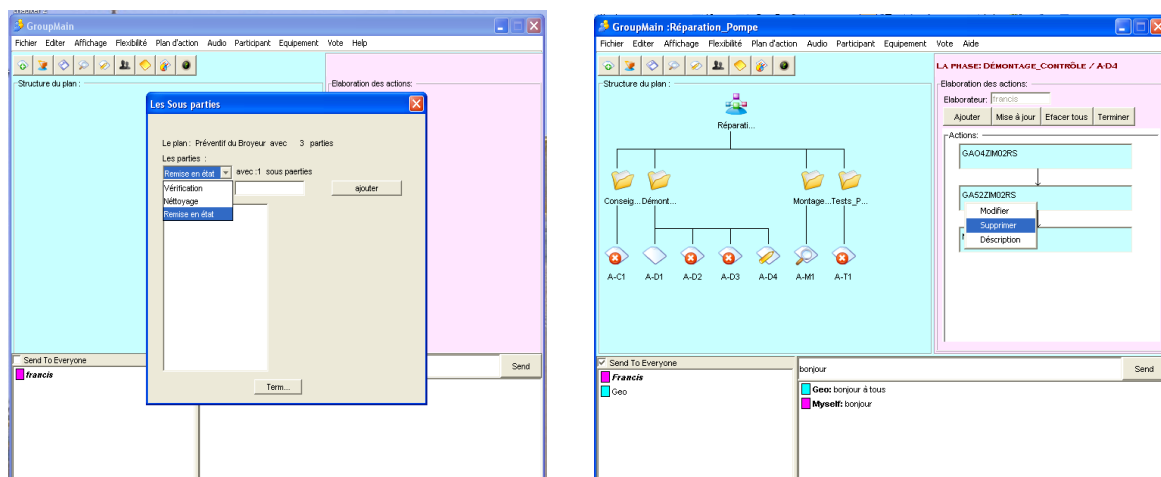 GroupMain
Fichier Editer Affichage Flexibilité Plan d'action Audio Participant Equipement Vote Help
Structure du plan :
Elaboration des actions:
Les Sous parties
Le plan : Préventif du Broyeur avec 3 parties
Les parties :
Remise en état avec :1 sous paerties
Vérification
ajouter
Néttoyage
Remise en état
Term...
Send To Everyone
Send
francis
GroupMain :Réparation_Pompe
Fichier Editer Affichage Flexibilité Plan d'action Audio Participant Equipement Vote Aide
LA PHASE: DÉMONTAGE_CONTRÔLE / A-D4
Structure du plan :
Elaboration des actions:
Elaborateur: francis
Ajouter Mise à jour Efacer tous Terminer
Actions:
Réparati...
GAO4ZIM02RS
GAS2ZIM02RS
Conseig... Démont... Montage... Tests_P...
Modifier
Supprimer
Déscription
A-C1 A-D1 A-D2 A-D3 A-D4 A-M1 A-T1
Send To Everyone
bonjour
Send
Francis
Geo
Geo: bonjour á tous
Myself: bonjour